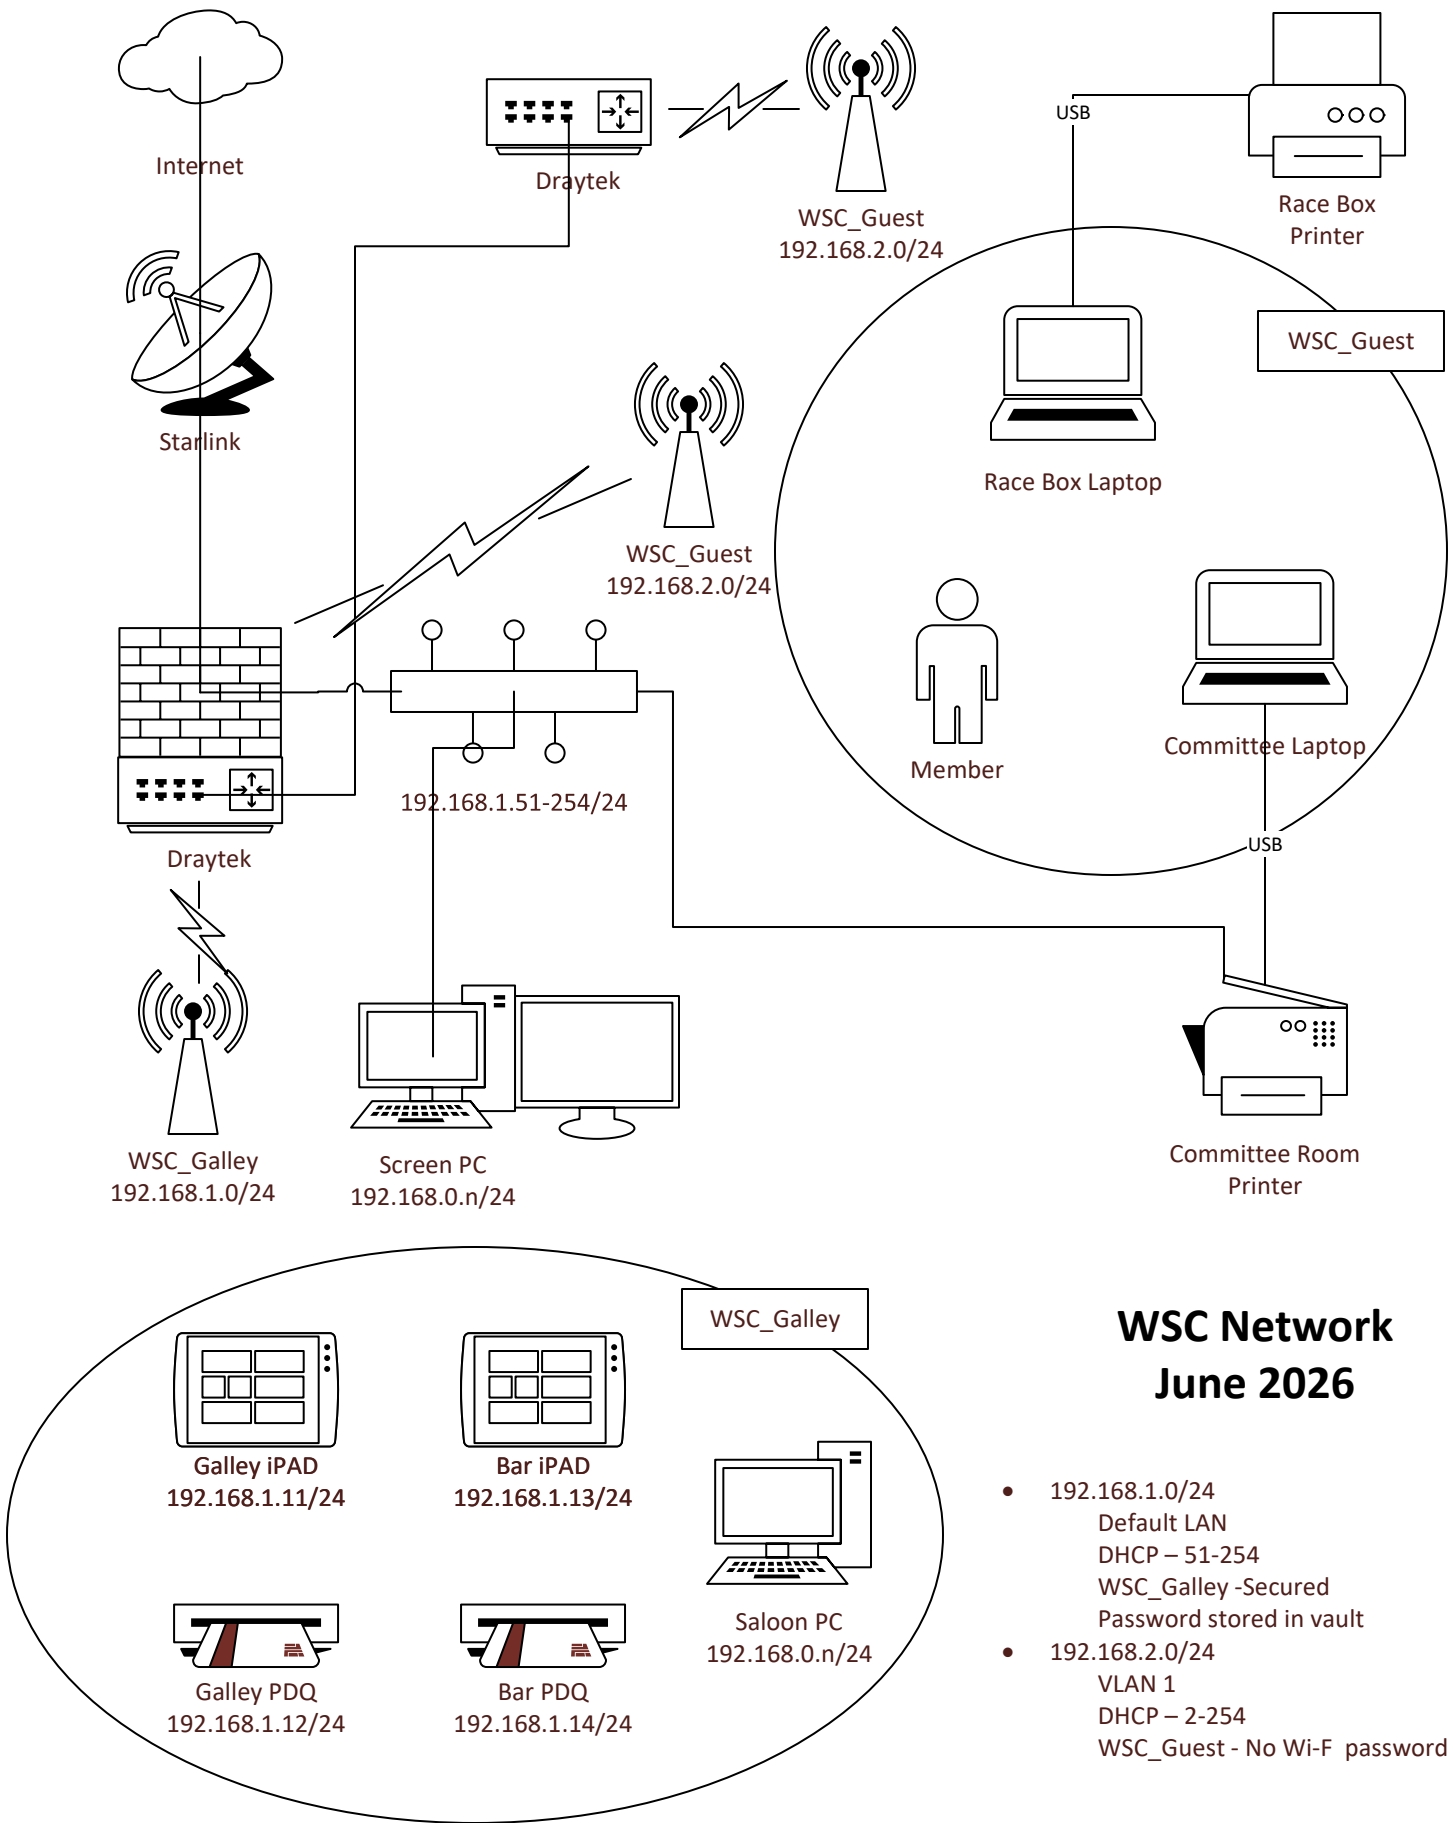 Internet
Draytek
WSC_Guest
192.168.2.0/24
USB
Race Box
Printer
Starlink
WSC_Guest
Race Box Laptop
WSC_Guest
192.168.2.0/24
Member
Committee Laptop
192.168.1.51-254/24
USB
Draytek
WSC_Galley
192.168.1.0/24
Screen PC
192.168.0.n/24
Committee Room
Printer
WSC_Galley
Galley iPAD
192.168.1.11/24
Bar iPAD
192.168.1.13/24
Saloon PC
192.168.0.n/24
Galley PDQ
192.168.1.12/24
Bar PDQ
192.168.1.14/24
WSC Network
June 2026
• 192.168.1.0/24
Default LAN
DHCP – 51-254
WSC_Galley -Secured
Password stored in vault
• 192.168.2.0/24
VLAN 1
DHCP – 2-254
WSC_Guest - No Wi-F  password